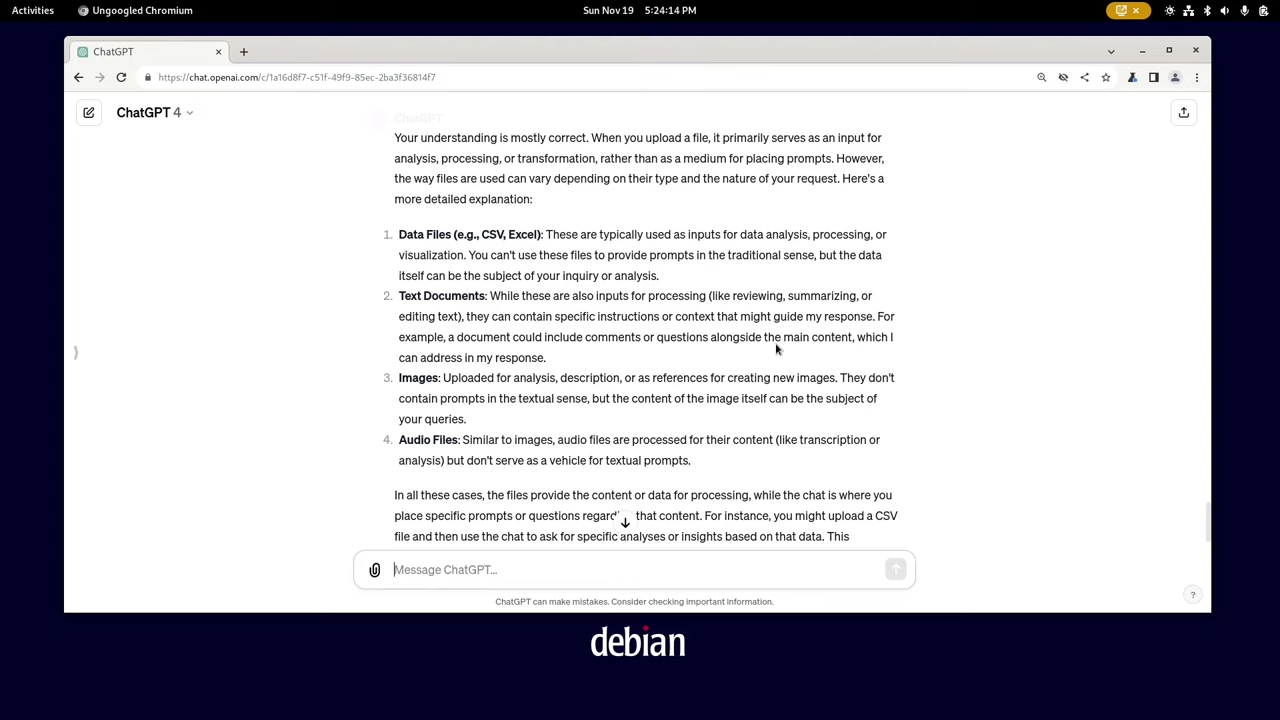 Activities
Ungoogled Chromium
Sun Nov 19 5:24:14 PM
ChatGPT
https://chat.openai.com/c/1a16d8f7-c51f-49f9-85ec-2ba3f36814f7
ChatGPT 4
ChatGPT
Your understanding is mostly correct. When you upload a file, it primarily serves as an input for
analysis, processing, or transformation, rather than as a medium for placing prompts. However,
the way files are used can vary depending on their type and the nature of your request. Here's a
more detailed explanation:
1. Data Files (e.g., CSV, Excel): These are typically used as inputs for data analysis, processing, or
visualization. You can't use these files to provide prompts in the traditional sense, but the data
itself can be the subject of your inquiry or analysis.
2. Text Documents: While these are also inputs for processing (like reviewing, summarizing, or
editing text), they can contain specific instructions or context that might guide my response. For
example, a document could include comments or questions alongside the main content, which I
can address in my response.
3. Images: Uploaded for analysis, description, or as references for creating new images. They don't
contain prompts in the textual sense, but the content of the image itself can be the subject of
your queries.
4. Audio Files: Similar to images, audio files are processed for their content (like transcription or
analysis) but don't serve as a vehicle for textual prompts.
In all these cases, the files provide the content or data for processing, while the chat is where you
place specific prompts or questions regarding that content. For instance, you might upload a CSV
file and then use the chat to ask for specific analyses or insights based on that data. This
Message ChatGPT...
ChatGPT can make mistakes. Consider checking important information.
?
debian